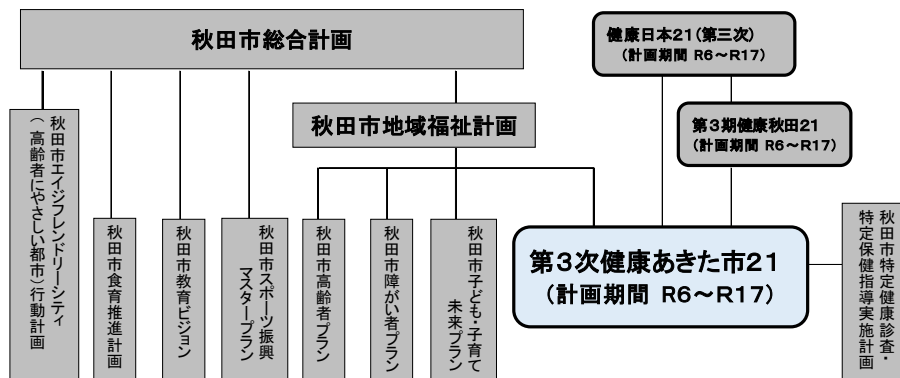 秋田市総合計画
健康日本21(第三次)
(計画期間 R6～R17)
秋田市地域福祉計画
第3期健康秋田21
(計画期間 R6～R17)
秋田市エイジフレンドリーシティ
(高齢者にやさしい都市)行動計画
秋田市食育推進計画
秋田市教育ビジョン
秋田市スポーツ振興
マスタープラン
秋田市高齢者プラン
秋田市障がい者プラン
秋田市子ども・子育て
未来プラン
第3次健康あきた市21
(計画期間 R6～R17)
秋田市特定健康診査・
特定保健指導実施計画